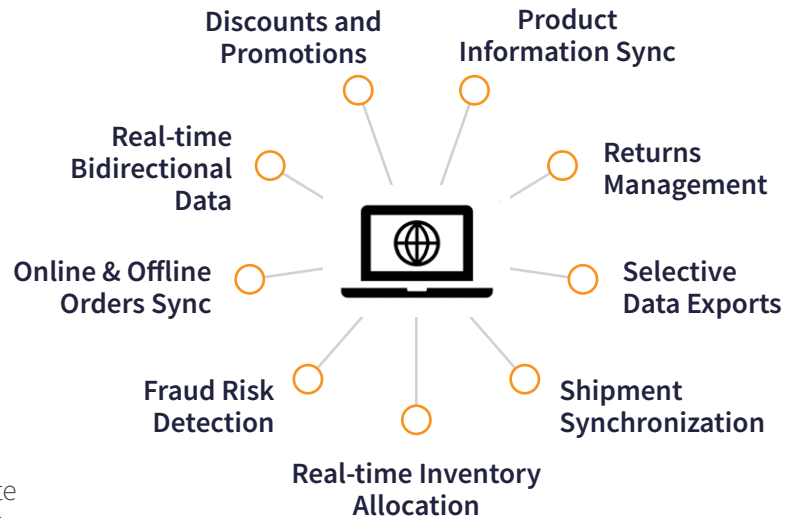 Discounts and
Promotions
Product
Information Sync
Real-time
Bidirectional
Data
Returns
Management
Online & Offline
Orders Sync
Selective
Data Exports
Fraud Risk
Detection
Shipment
Synchronization
Real-time Inventory
Allocation